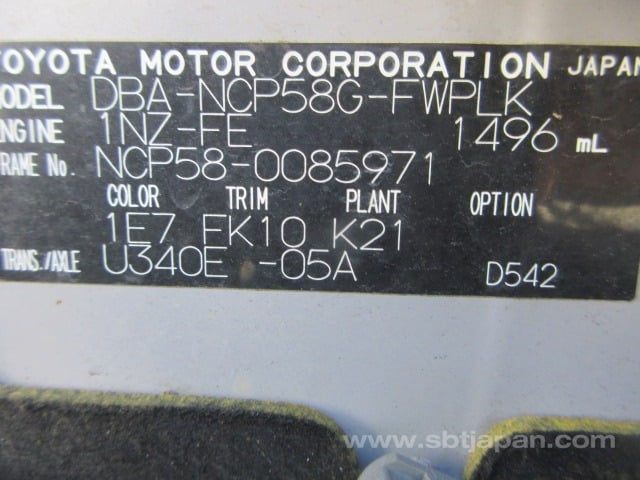 TOYOTA MOTOR CORPORATION JAPAN
MODEL DBA-NCP58G-FWPLK
ENGINE 1NZ-FE 1496 mL
FRAME No. NCP58-0085971
COLOR TRIM PLANT OPTION
1E7 FK10 K21
TRANS./AXLE U340E -05A D542
www.sbtjapan.com